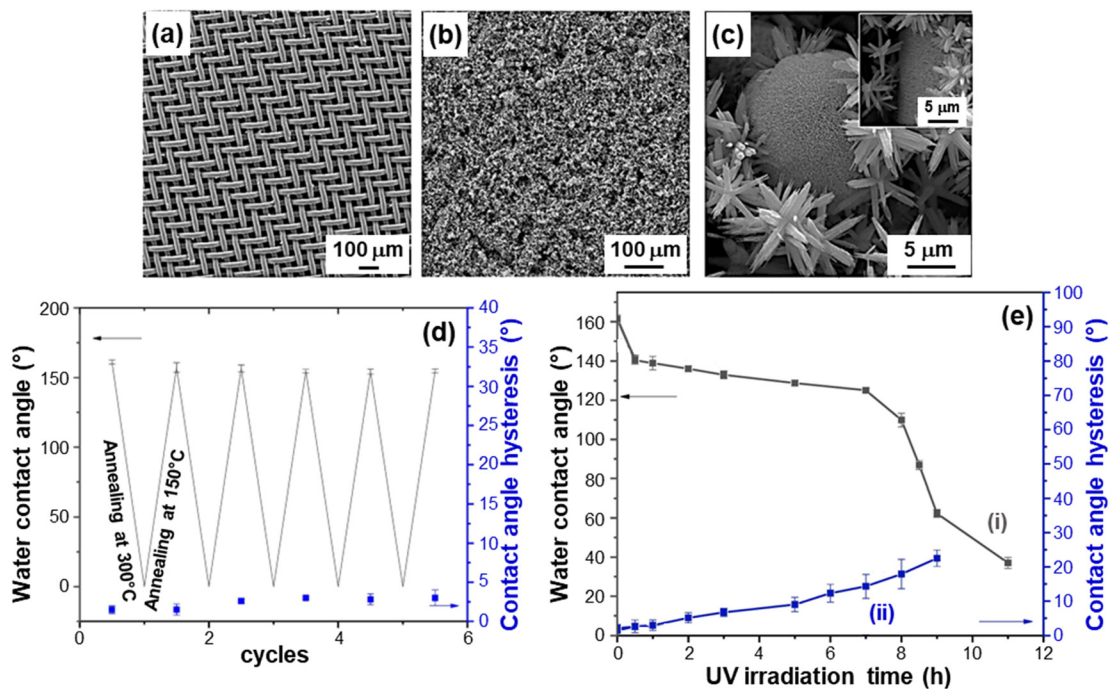 (a)
100 μm
(b)
100 μm
(c)
5 μm
5 μm
(d)
Water contact angle (°)
200
150
100
50
0
Annealing at 300°C
Annealing at 150°C
0
2
4
6
cycles
40
35
30
25
20
15
10
5
0
Contact angle hysteresis (°)
(e)
Water contact angle (°)
160
140
120
100
80
60
40
20
0
(i)
(ii)
0
2
4
6
8
10
12
UV irradiation time (h)
100
90
80
70
60
50
40
30
20
10
0
Contact angle hysteresis (°)